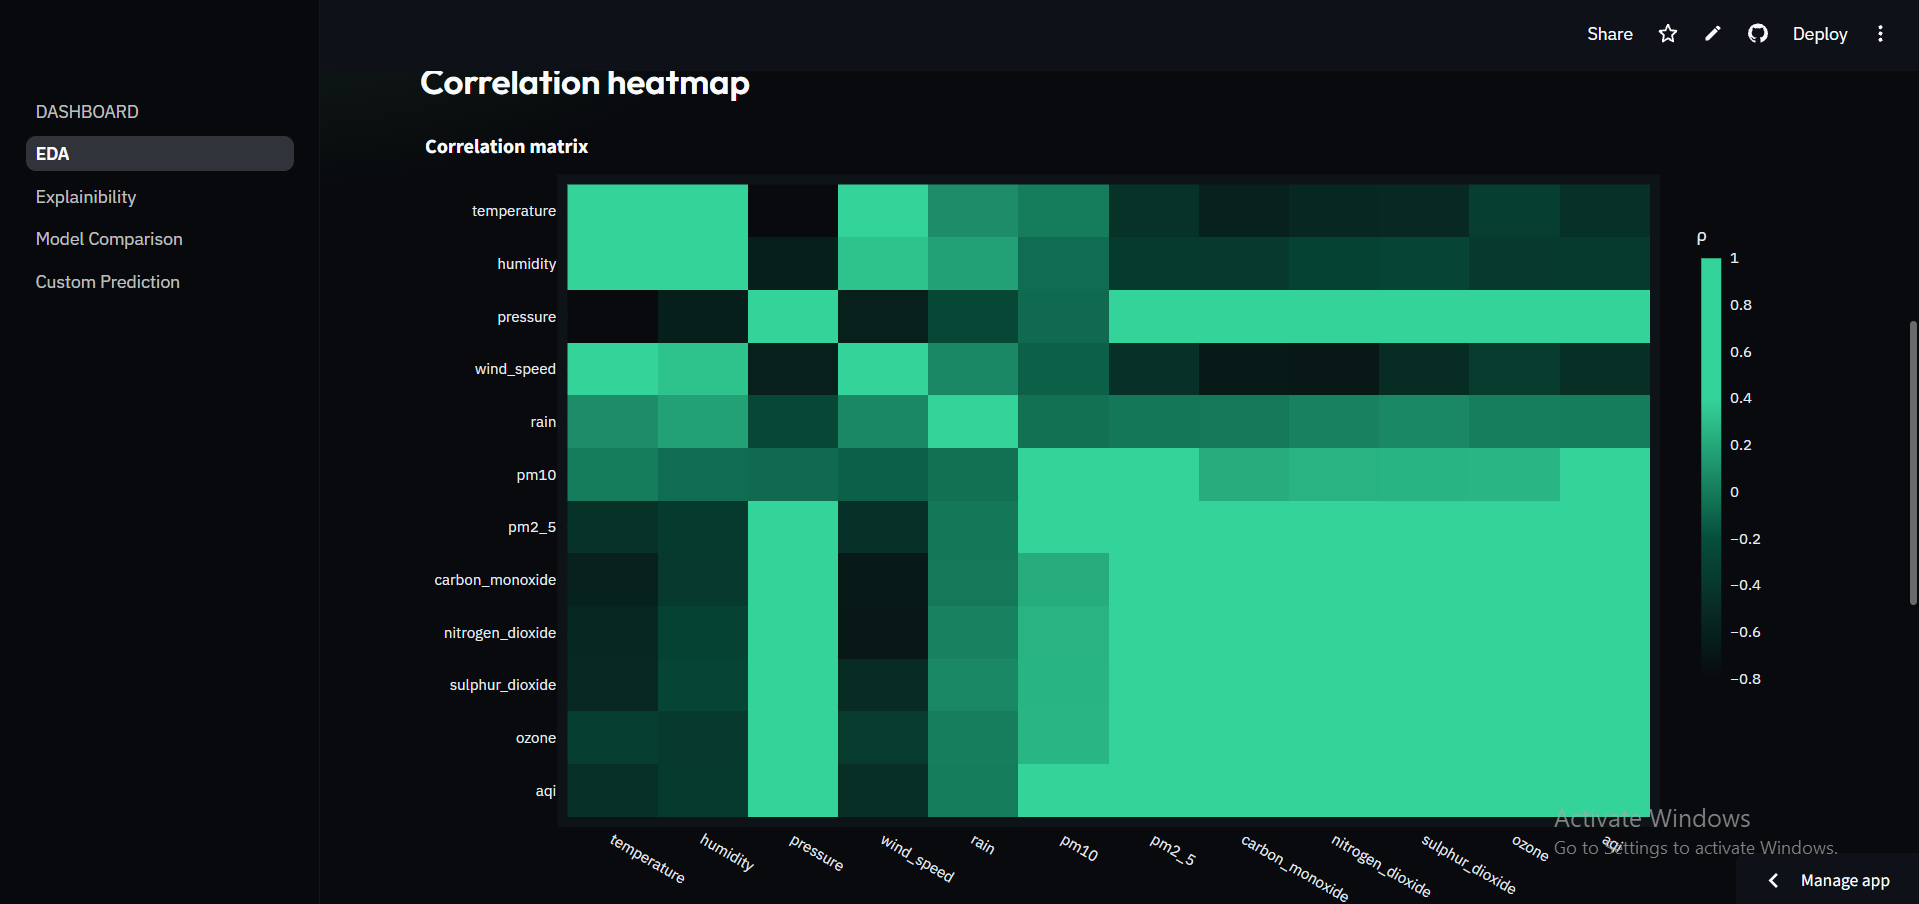 Share
Deploy
DASHBOARD
EDA
Explainibility
Model Comparison
Custom Prediction
Correlation heatmap
Correlation matrix
temperature
humidity
pressure
wind_speed
rain
pm10
pm2_5
carbon_monoxide
nitrogen_dioxide
sulphur_dioxide
ozone
aqi
temperature
humidity
pressure
wind_speed
rain
pm10
pm2_5
carbon_monoxide
nitrogen_dioxide
sulphur_dioxide
ozone
aqi
ρ
1
0.8
0.6
0.4
0.2
0
−0.2
−0.4
−0.6
−0.8
Activate Windows
Go to Settings to activate Windows.
Manage app